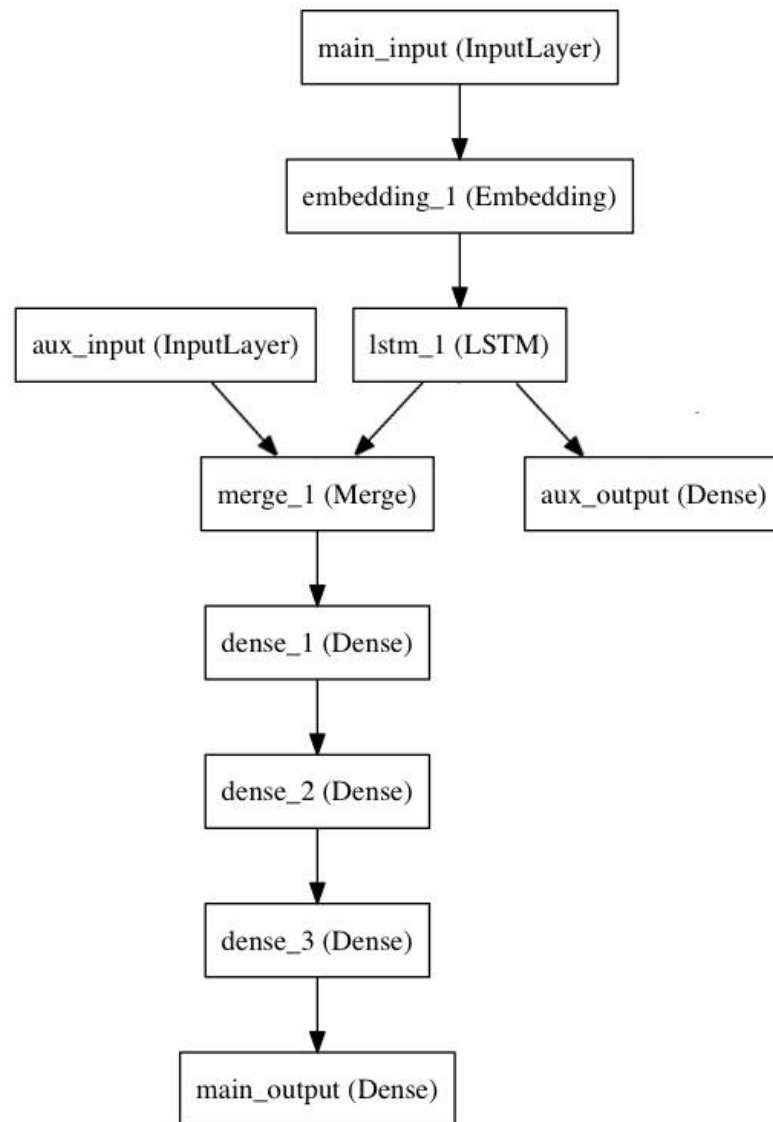 main_input (InputLayer)
embedding_1 (Embedding)
aux_input (InputLayer)
lstm_1 (LSTM)
merge_1 (Merge)
aux_output (Dense)
dense_1 (Dense)
dense_2 (Dense)
dense_3 (Dense)
main_output (Dense)